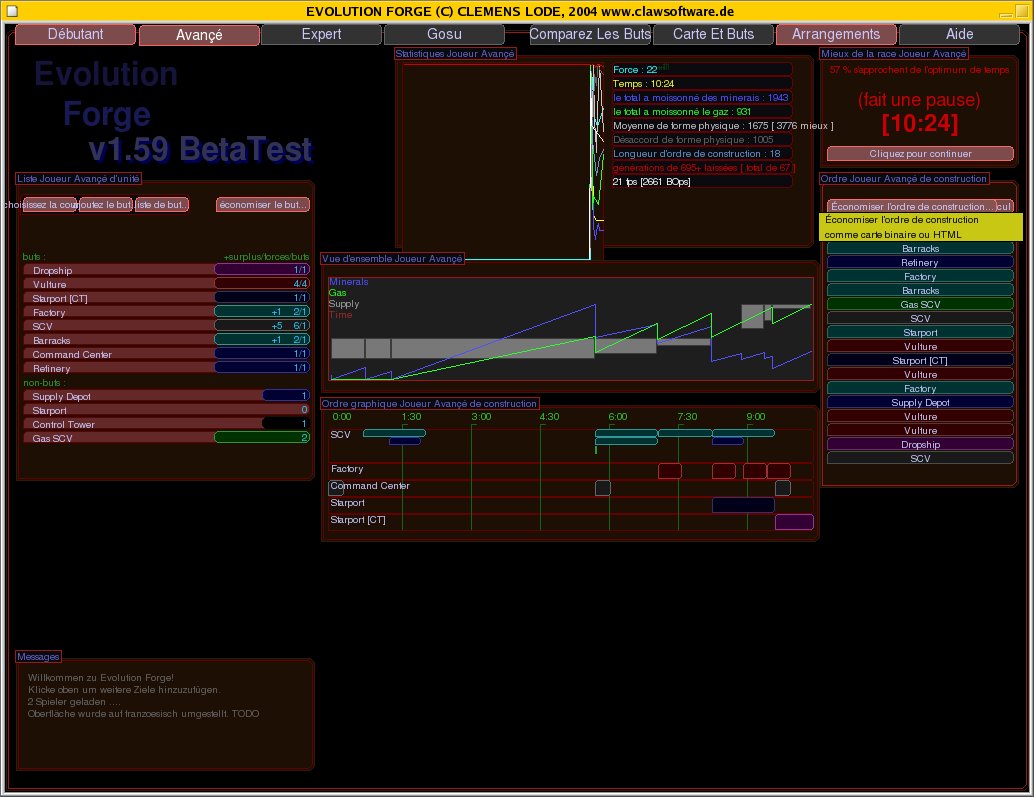 EVOLUTION FORGE (C) CLEMENS LODE, 2004 www.clawsoftware.de
Débutant
Avançé
Expert
Gosu
Comparez Les Buts
Carte Et Buts
Arrangements
Aide
Evolution
Forge
v1.59 BetaTest
Statistiques Joueur Avançé
Force : 22
Temps : 10:24
le total a moissonné des minerais : 1943
le total a moissonné le gaz : 931
Moyenne de forme physique : 1675 [ 3776 mieux ]
Désaccord de forme physique : 1005
Longueur d'ordre de construction : 18
générations de 695+ laissées [ total de 67 ]
21 fps [2661 BOps]
Mieux de la race Joueur Avançé
57 % s'approchent de l'optimum de temps
(fait une pause)
[10:24]
Cliquez pour continuer
Liste Joueur Avançé d'unité
choisissez la cour
ajoutez le but
liste de but...
économiser le but...
buts :
+surplus/forces/buts
Dropship 1/1
Vulture 4/4
Starport [CT] 1/1
Factory +1 2/1
SCV +5 6/1
Barracks +1 2/1
Command Center 1/1
Refinery 1/1
non-buts :
Supply Depot 1
Starport 0
Control Tower 1
Gas SCV 2
Vue d'ensemble Joueur Avançé
Minerals
Gas
Supply
Time
Ordre graphique Joueur Avançé de construction
0:00 1:30 3:00 4:30 6:00 7:30 9:00
SCV
Factory
Command Center
Starport
Starport [CT]
Ordre Joueur Avançé de construction
Économiser l'ordre de construction... cui
Économiser l'ordre de construction
comme carte binaire ou HTML
Barracks
Refinery
Factory
Barracks
Gas SCV
SCV
Starport
Vulture
Starport [CT]
Vulture
Factory
Supply Depot
Vulture
Vulture
Dropship
SCV
Messages
Willkommen zu Evolution Forge!
Klicke oben um weitere Ziele hinzuzufügen.
2 Spieler geladen ....
Oberfläche wurde auf franzoesisch umgestellt. TODO